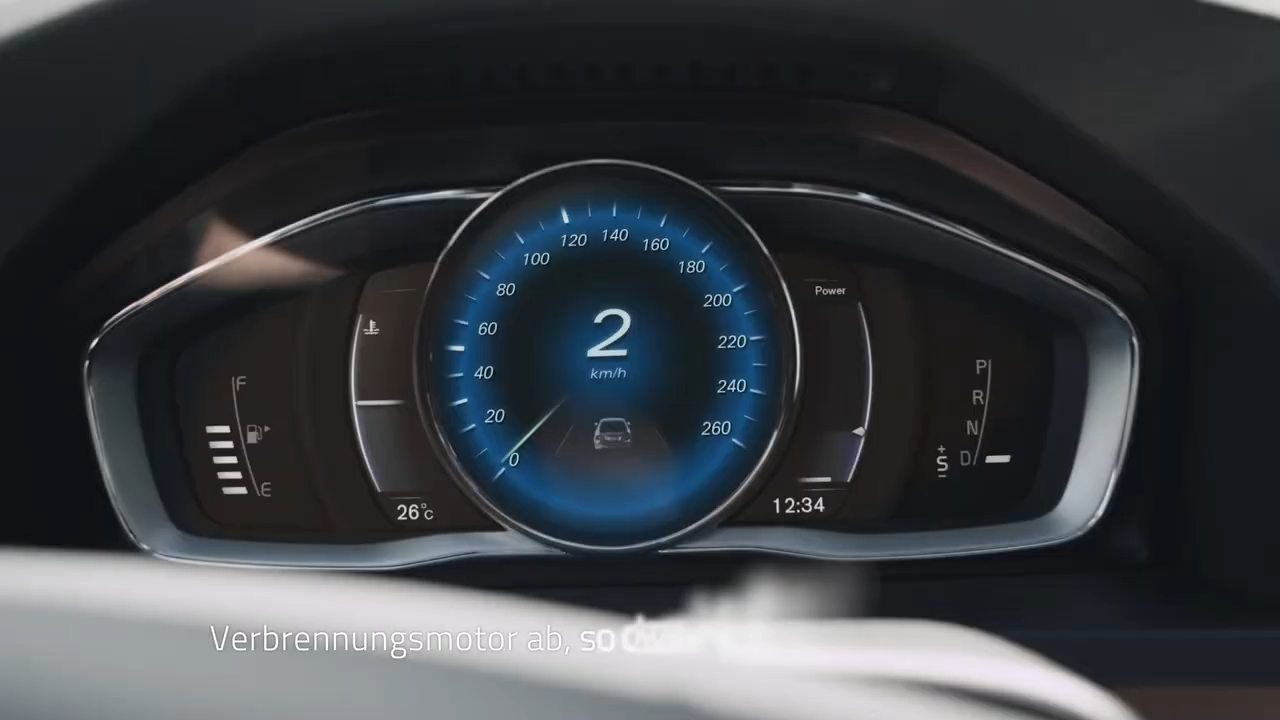 120 140 160
100 180
80 200
60 220
40 240
20 260
0
2
km/h
F
E
26°C
Power
12:34
P
R
N
D
+
S
-
Verbrennungsmotor ab, so